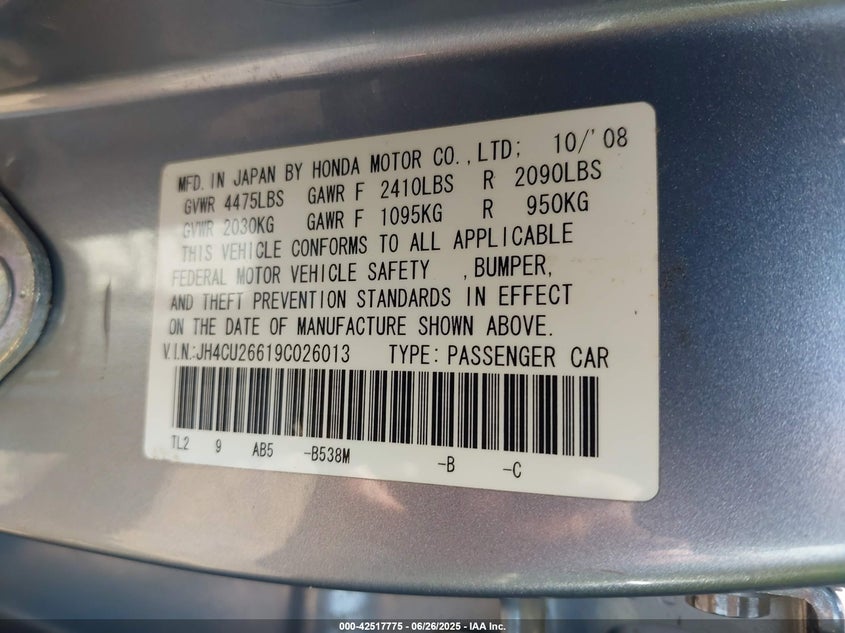 MFD. IN JAPAN BY HONDA MOTOR CO., LTD; 10/'08
GVWR 4475LBS GAWR F 2410LBS R 2090LBS
GVWR 2030KG GAWR F 1095KG R 950KG
THIS VEHICLE CONFORMS TO ALL APPLICABLE
FEDERAL MOTOR VEHICLE SAFETY , BUMPER,
AND THEFT PREVENTION STANDARDS IN EFFECT
ON THE DATE OF MANUFACTURE SHOWN ABOVE.
V.I.N.:JH4CU26619C026013 TYPE: PASSENGER CAR
TL2 9 AB5 -B538M -B -C
000-42517775 - 06/26/2025 - IAA Inc.